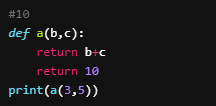 #10
def a(b,c):
    return b+c
    return 10
print(a(3,5))